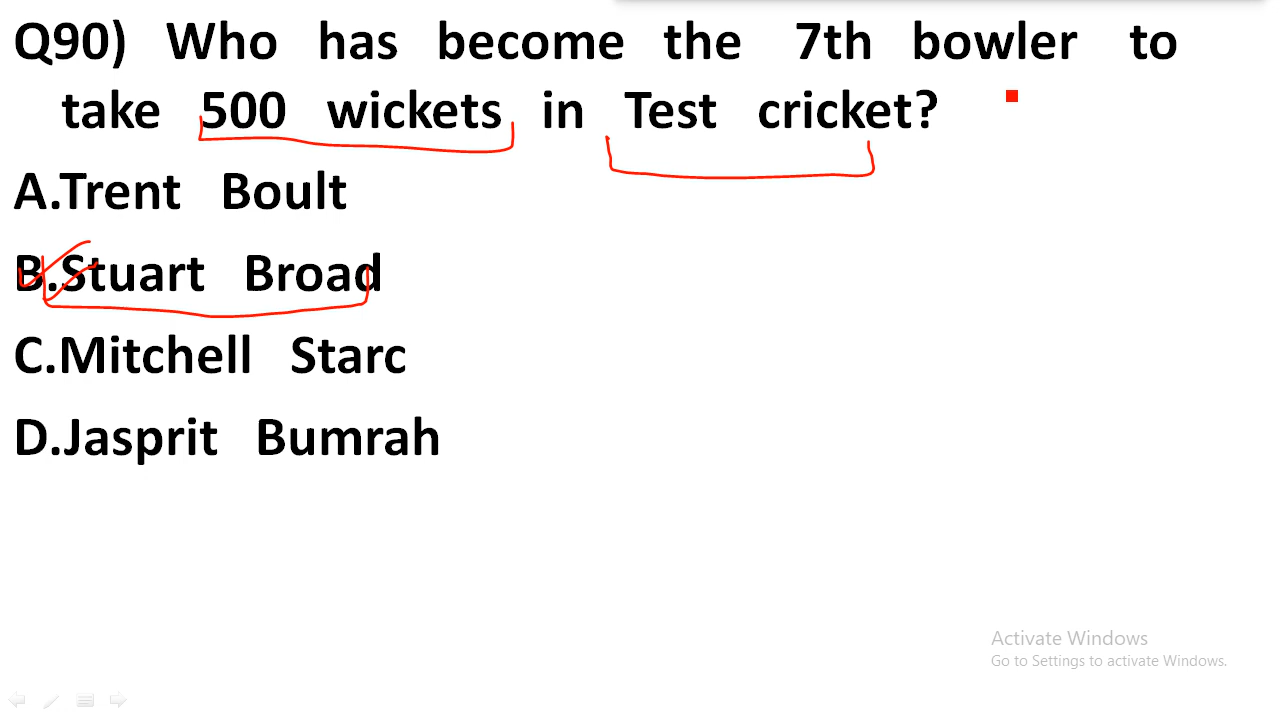 Q90) Who has become the 7th bowler to
take 500 wickets in Test cricket?
A.Trent Boult
B.Stuart Broad
C.Mitchell Starc
D.Jasprit Bumrah
Activate Windows
Go to Settings to activate Windows.